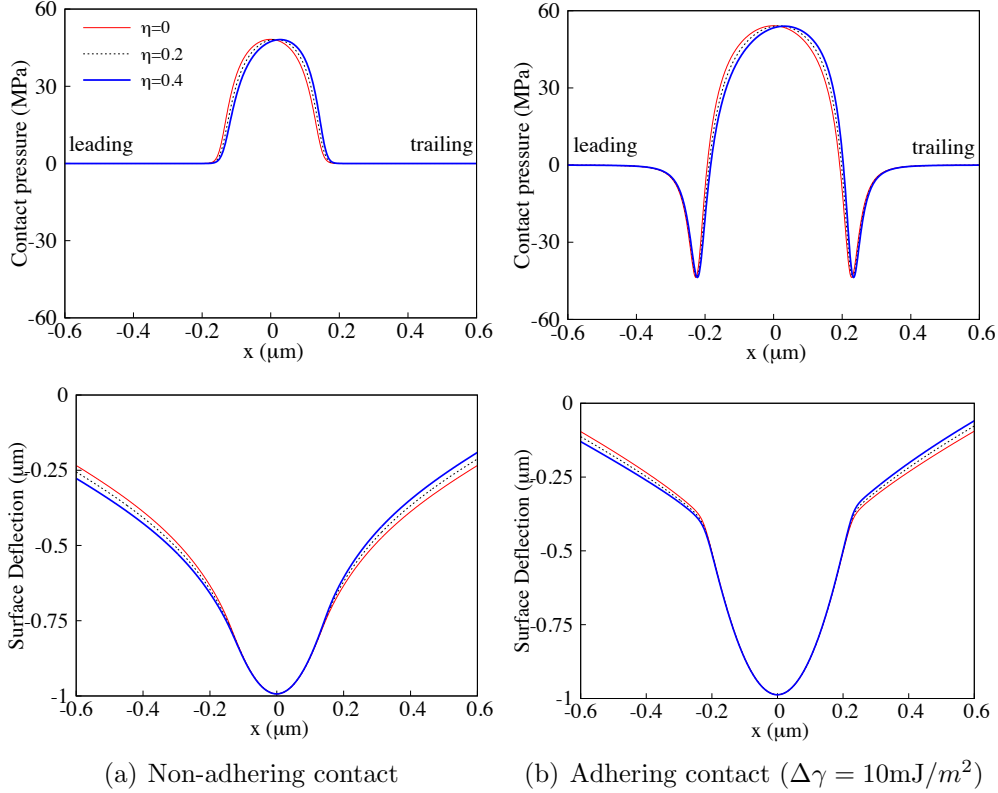 60
η=0
η=0.2
η=0.4
30
leading
trailing
0
-30
-60
-0.6
-0.4
-0.2
0
0.2
0.4
0.6
x (μm)
Contact pressure (MPa)
60
30
leading
trailing
0
-30
-60
-0.6
-0.4
-0.2
0
0.2
0.4
0.6
x (μm)
Contact pressure (MPa)
0
-0.25
-0.5
-0.75
-1
-0.6
-0.4
-0.2
0
0.2
0.4
0.6
x (μm)
Surface Deflection (μm)
0
-0.25
-0.5
-0.75
-1
-0.6
-0.4
-0.2
0
0.2
0.4
0.6
x (μm)
Surface Deflection (μm)
(a) Non-adhering contact
(b) Adhering contact (Δγ = 10mJ/m²)